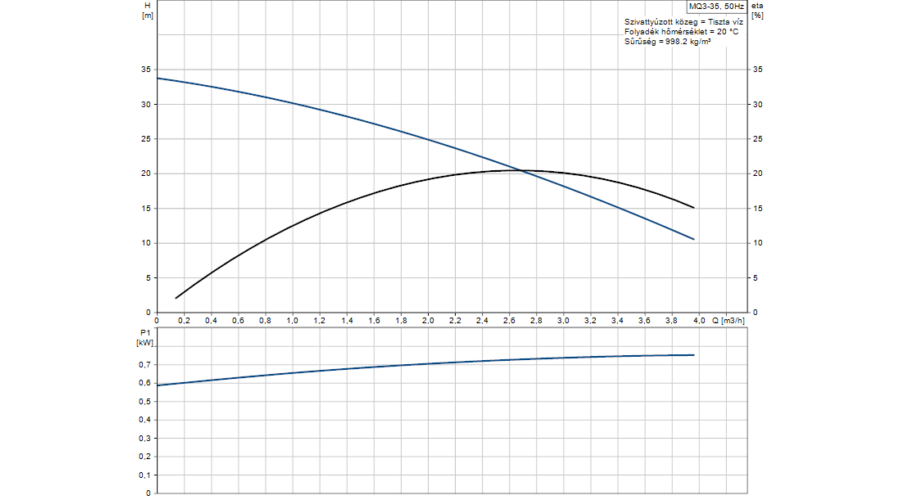 H
[m]
MQ3-35, 50Hz
eta
[%]
Szivattyúzott közeg = Tiszta víz
Folyadék hőmérséklet = 20 °C
Sűrűség = 998.2 kg/m³
35 35
30 30
25 25
20 20
15 15
10 10
5 5
0 0
0 0,2 0,4 0,6 0,8 1,0 1,2 1,4 1,6 1,8 2,0 2,2 2,4 2,6 2,8 3,0 3,2 3,4 3,6 3,8 4,0 Q [m3/h]
P1
[kW]
0,7
0,6
0,5
0,4
0,3
0,2
0,1
0